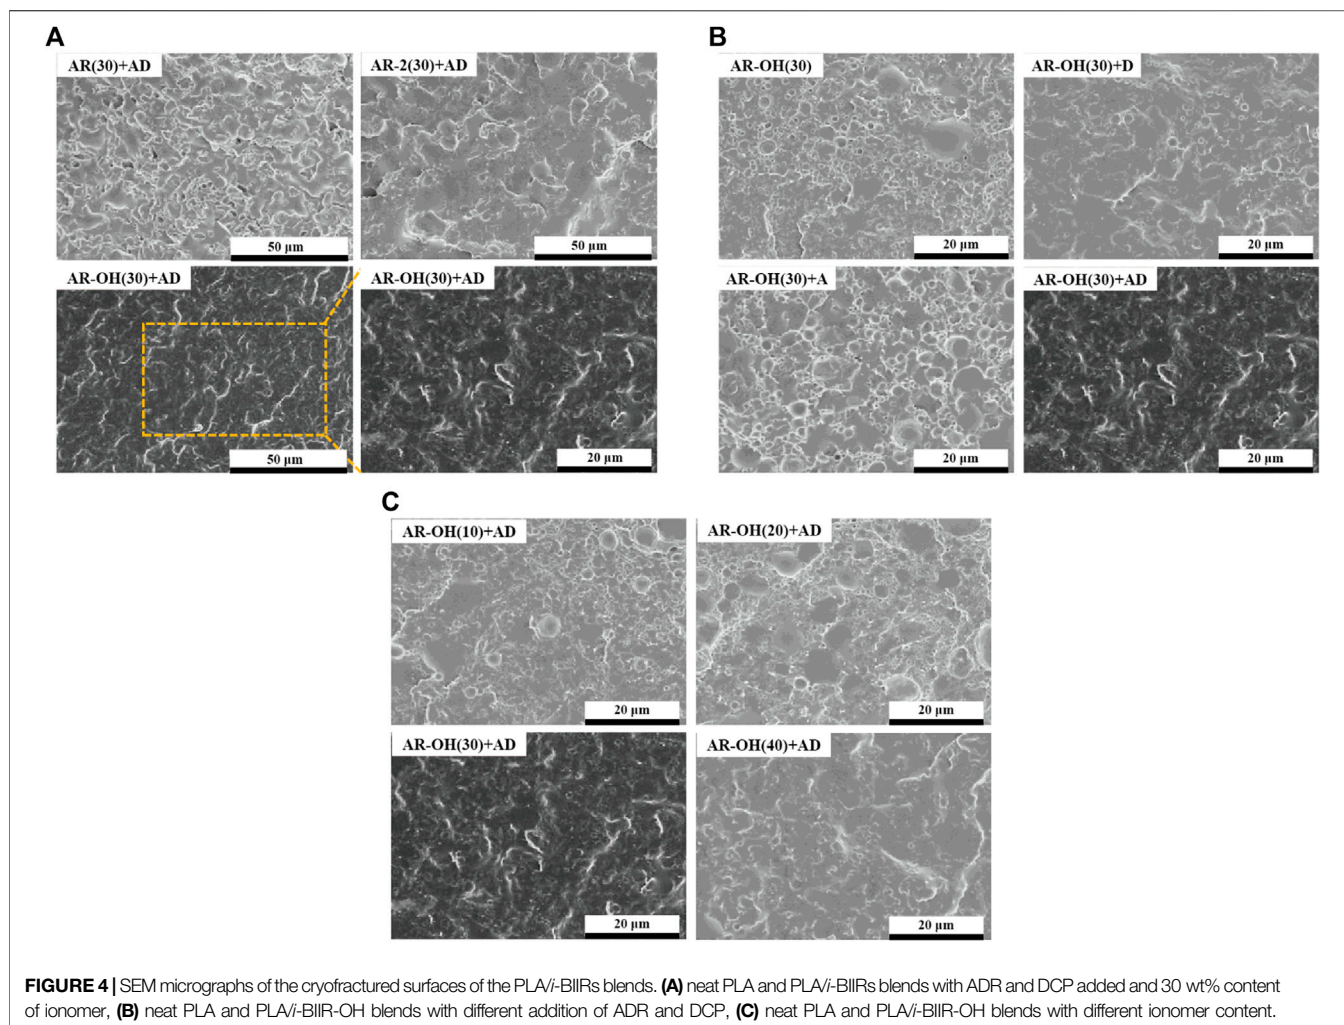 A
AR(30)+AD
50 μm
AR-2(30)+AD
50 μm
AR-OH(30)+AD
50 μm
AR-OH(30)+AD
20 μm
B
AR-OH(30)
20 μm
AR-OH(30)+D
20 μm
AR-OH(30)+A
20 μm
AR-OH(30)+AD
20 μm
C
AR-OH(10)+AD
20 μm
AR-OH(20)+AD
20 μm
AR-OH(30)+AD
20 μm
AR-OH(40)+AD
20 μm
FIGURE 4 | SEM micrographs of the cryofractured surfaces of the PLA/i-BIIRs blends. (A) neat PLA and PLA/i-BIIRs blends with ADR and DCP added and 30 wt% content
of ionomer, (B) neat PLA and PLA/i-BIIR-OH blends with different addition of ADR and DCP, (C) neat PLA and PLA/i-BIIR-OH blends with different ionomer content.